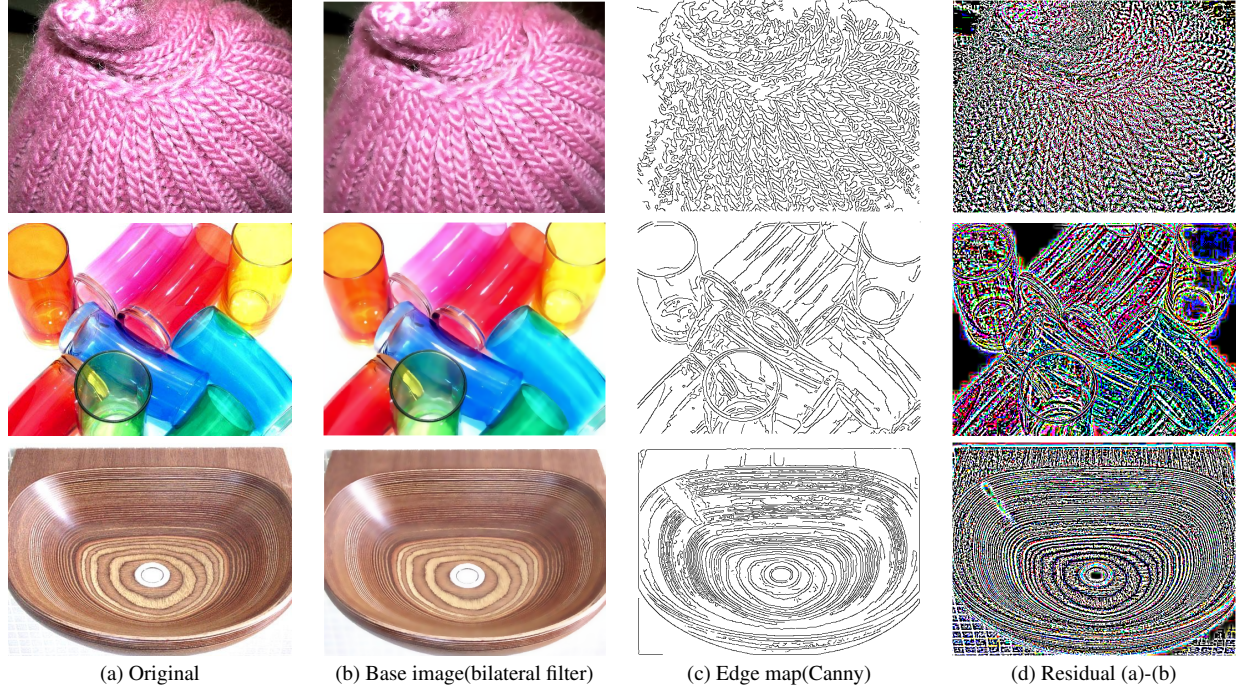 (a) Original
(b) Base image(bilateral filter)
(c) Edge map(Canny)
(d) Residual (a)-(b)